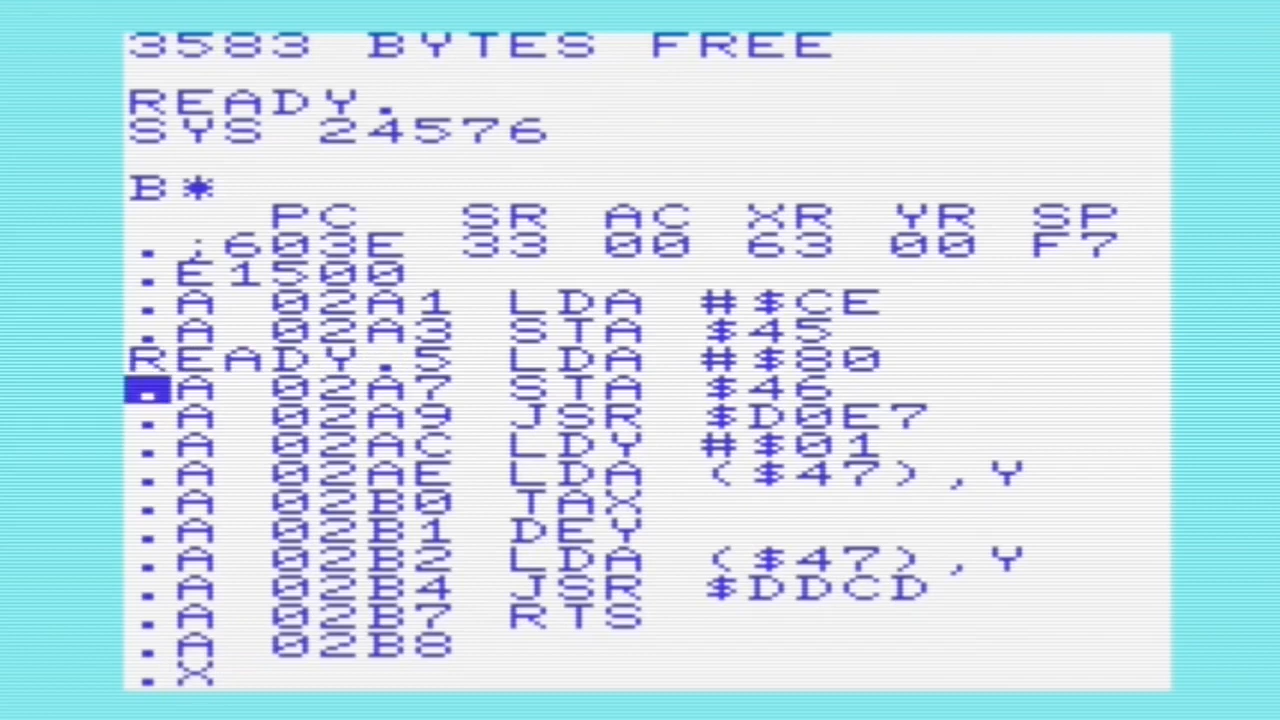 3583 BYTES FREE
READY.
SYS 24576
B*
PC SR AC XR YR SP
.;603E 33 00 63 00 F7
.E1500
.A 02A1 LDA #$CE
.A 02A3 STA $45
READY.5 LDA #$80
.A 02A7 STA $46
.A 02A9 JSR $D0E7
.A 02AC LDY #$01
.A 02AE LDA ($47),Y
.A 02B0 TAX
.A 02B1 DEY
.A 02B2 LDA ($47),Y
.A 02B4 JSR $DDCD
.A 02B7 RTS
.A 02B8
.X